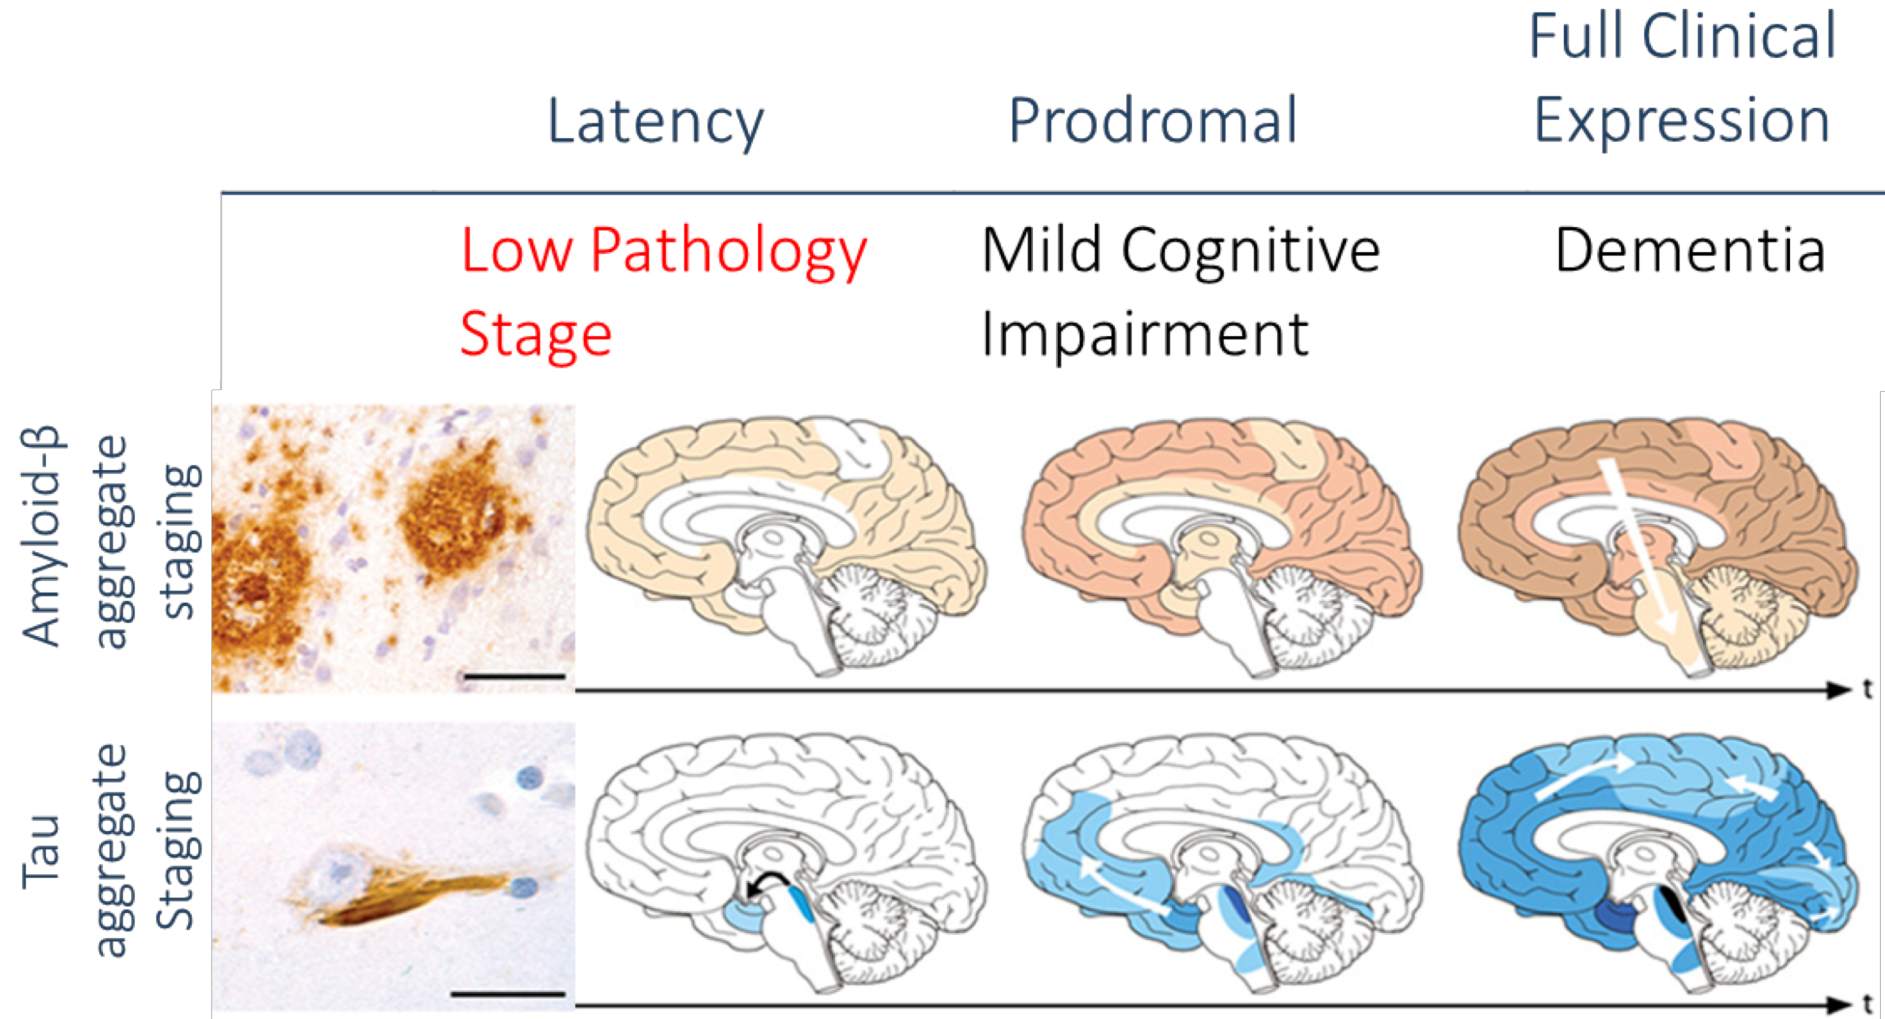 Latency
Prodromal
Full Clinical
Expression
Low Pathology
Stage
Mild Cognitive
Impairment
Dementia
Amyloid-β
aggregate
staging
t
Tau
aggregate
Staging
t